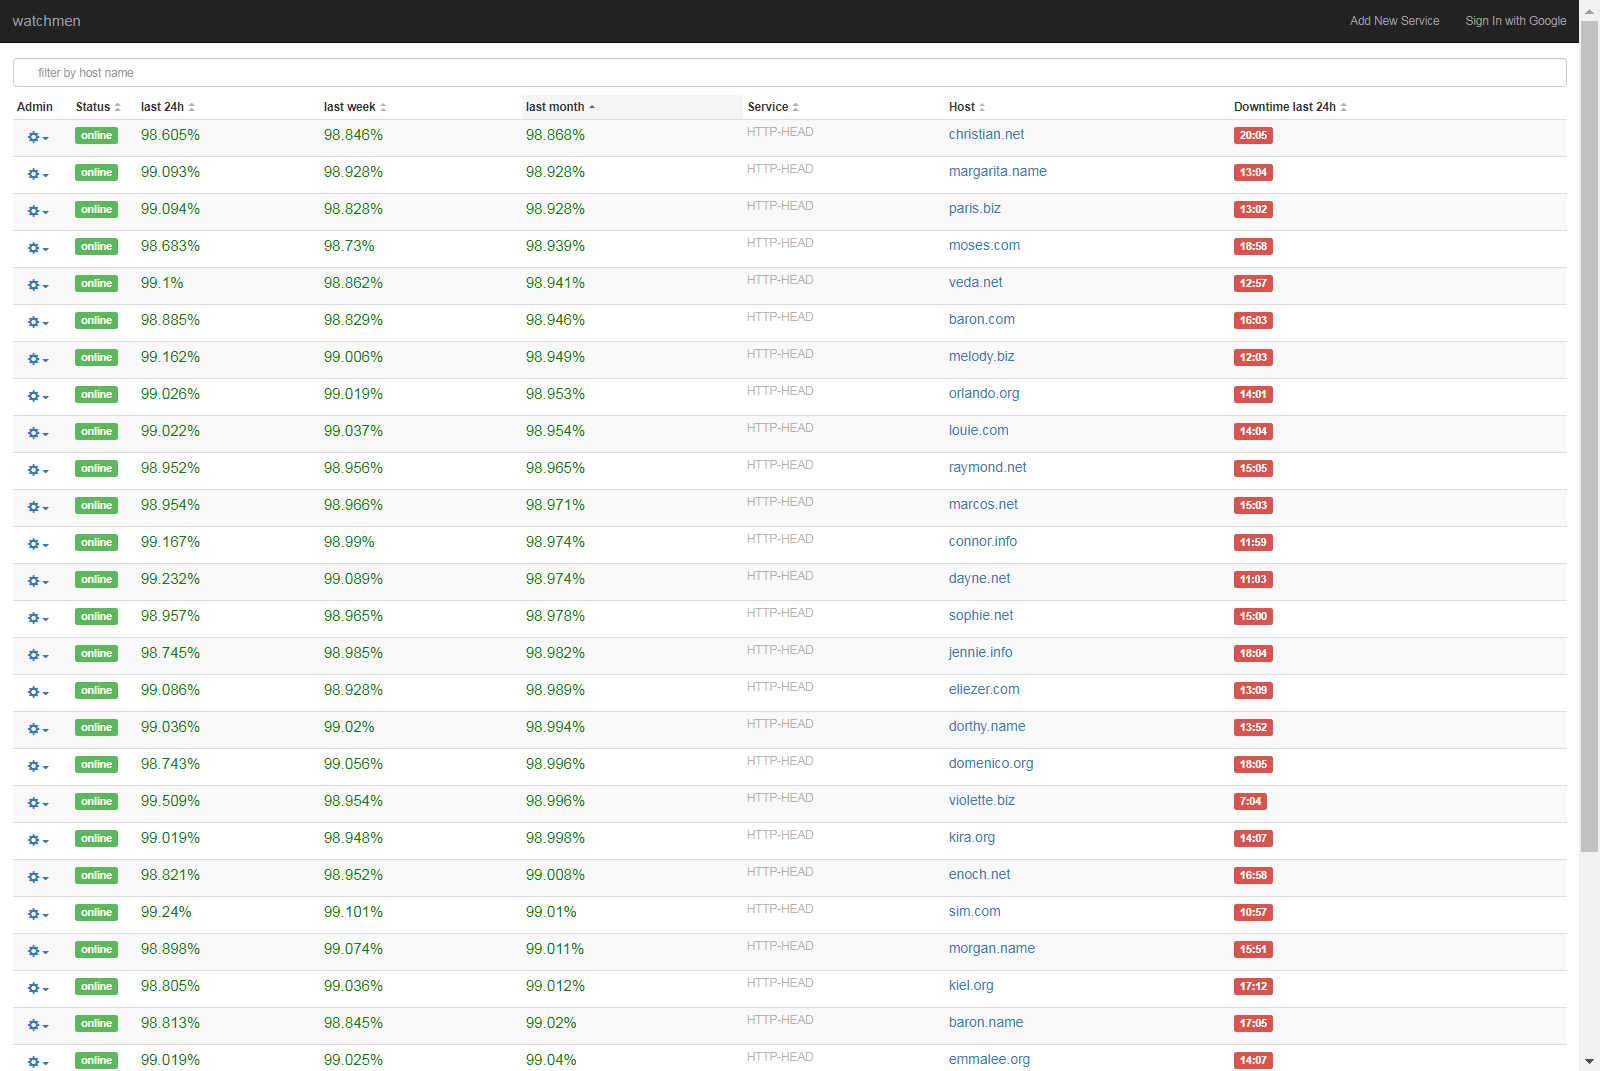 watchmen Add New Service Sign In with Google
filter by host name
Admin Status last 24h last week last month Service Host Downtime last 24h
online 98.605% 98.846% 98.868% HTTP-HEAD christian.net 20:05
online 99.093% 98.928% 98.928% HTTP-HEAD margarita.name 13:04
online 99.094% 98.828% 98.928% HTTP-HEAD paris.biz 13:02
online 98.683% 98.73% 98.939% HTTP-HEAD moses.com 18:58
online 99.1% 98.862% 98.941% HTTP-HEAD veda.net 12:57
online 98.885% 98.829% 98.946% HTTP-HEAD baron.com 16:03
online 99.162% 99.006% 98.949% HTTP-HEAD melody.biz 12:03
online 99.026% 99.019% 98.953% HTTP-HEAD orlando.org 14:01
online 99.022% 99.037% 98.954% HTTP-HEAD louie.com 14:04
online 98.952% 98.956% 98.965% HTTP-HEAD raymond.net 15:05
online 98.954% 98.966% 98.971% HTTP-HEAD marcos.net 15:03
online 99.167% 98.99% 98.974% HTTP-HEAD connor.info 11:59
online 99.232% 99.089% 98.974% HTTP-HEAD dayne.net 11:03
online 98.957% 98.965% 98.978% HTTP-HEAD sophie.net 15:00
online 98.745% 98.985% 98.982% HTTP-HEAD jennie.info 18:04
online 99.086% 98.928% 98.989% HTTP-HEAD eliezer.com 13:09
online 99.036% 99.02% 98.994% HTTP-HEAD dorthy.name 13:52
online 98.743% 99.056% 98.996% HTTP-HEAD domenico.org 18:05
online 99.509% 98.954% 98.996% HTTP-HEAD violette.biz 7:04
online 99.019% 98.948% 98.998% HTTP-HEAD kira.org 14:07
online 98.821% 98.952% 99.008% HTTP-HEAD enoch.net 16:58
online 99.24% 99.101% 99.01% HTTP-HEAD sim.com 10:57
online 98.898% 99.074% 99.011% HTTP-HEAD morgan.name 15:51
online 98.805% 99.036% 99.012% HTTP-HEAD kiel.org 17:12
online 98.813% 98.845% 99.02% HTTP-HEAD baron.name 17:05
online 99.019% 99.025% 99.04% HTTP-HEAD emmalee.org 14:07